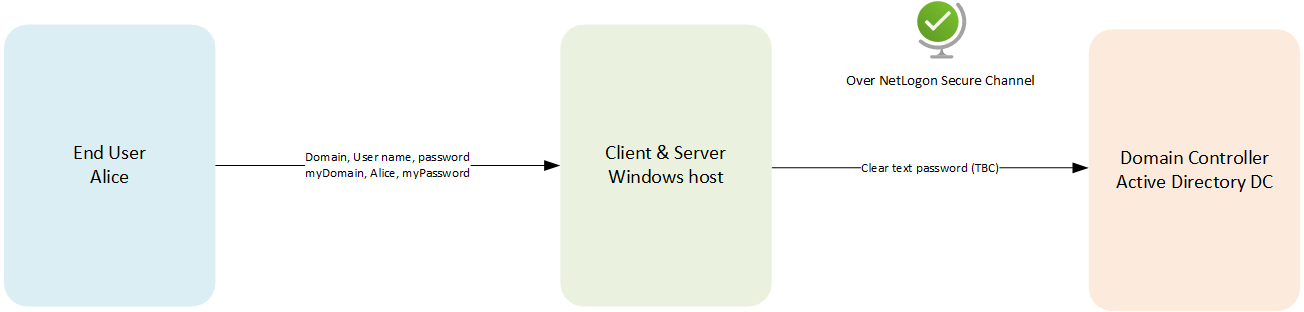 End User
Alice
Domain, User name, password
myDomain, Alice, myPassword
Client & Server
Windows host
Over NetLogon Secure Channel
Clear text password (TBC)
Domain Controller
Active Directory DC